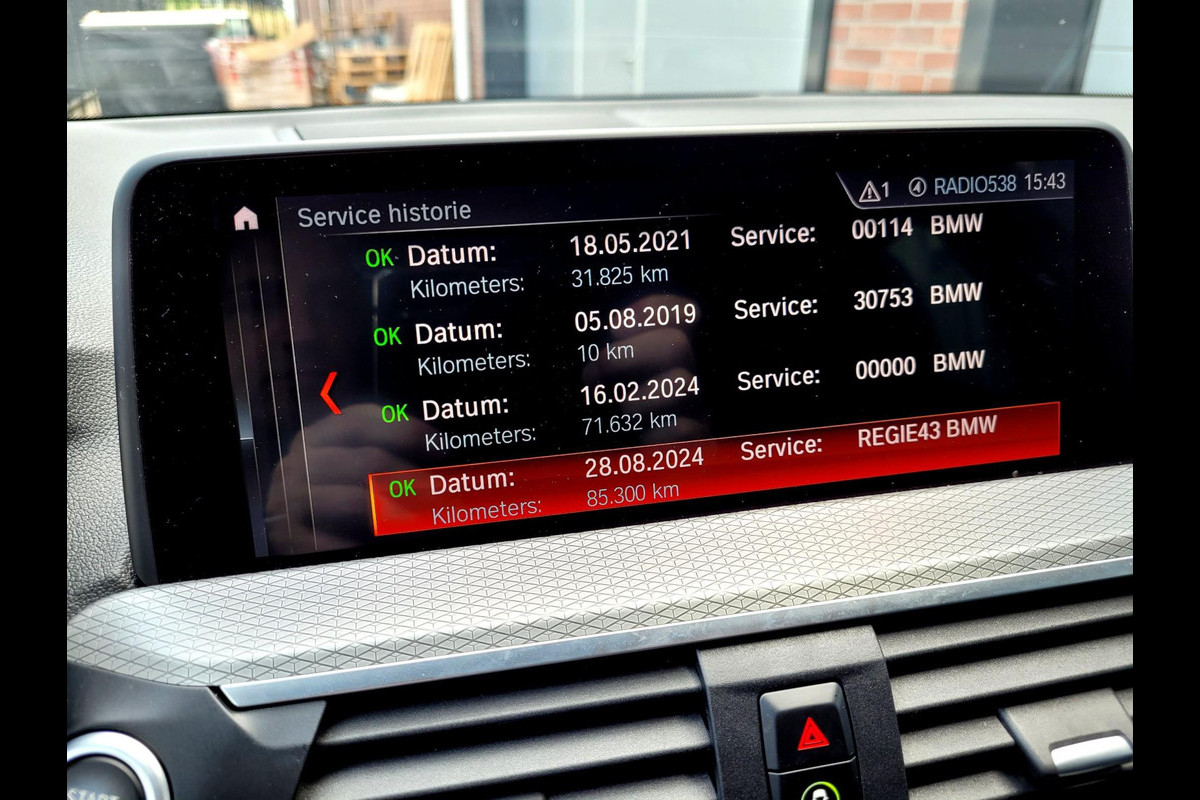 Service historie
1 RADIO538 15:43
OK Datum: 18.05.2021 Service: 00114 BMW
Kilometers: 31.825 km
OK Datum: 05.08.2019 Service: 30753 BMW
Kilometers: 10 km
OK Datum: 16.02.2024 Service: 00000 BMW
Kilometers: 71.632 km
OK Datum: 28.08.2024 Service: REGIE43 BMW
Kilometers: 85.300 km
START